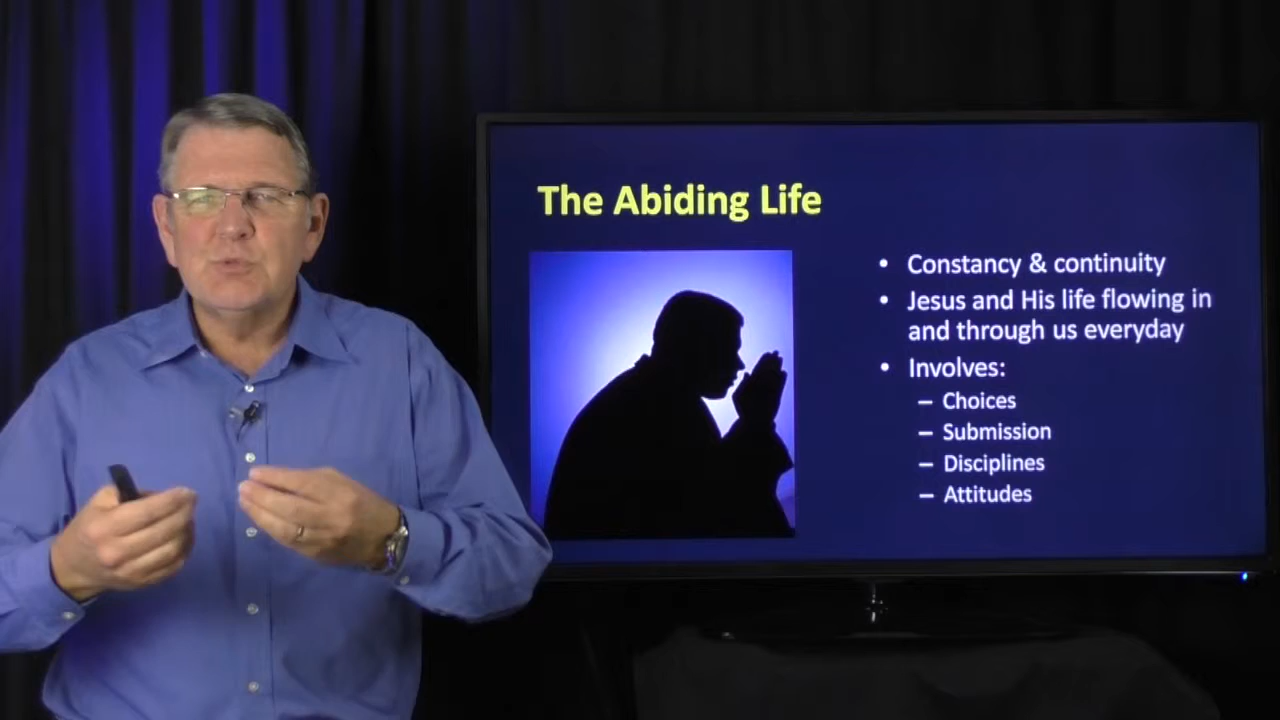 The Abiding Life
• Constancy & continuity
• Jesus and His life flowing in
and through us everyday
• Involves:
– Choices
– Submission
– Disciplines
– Attitudes